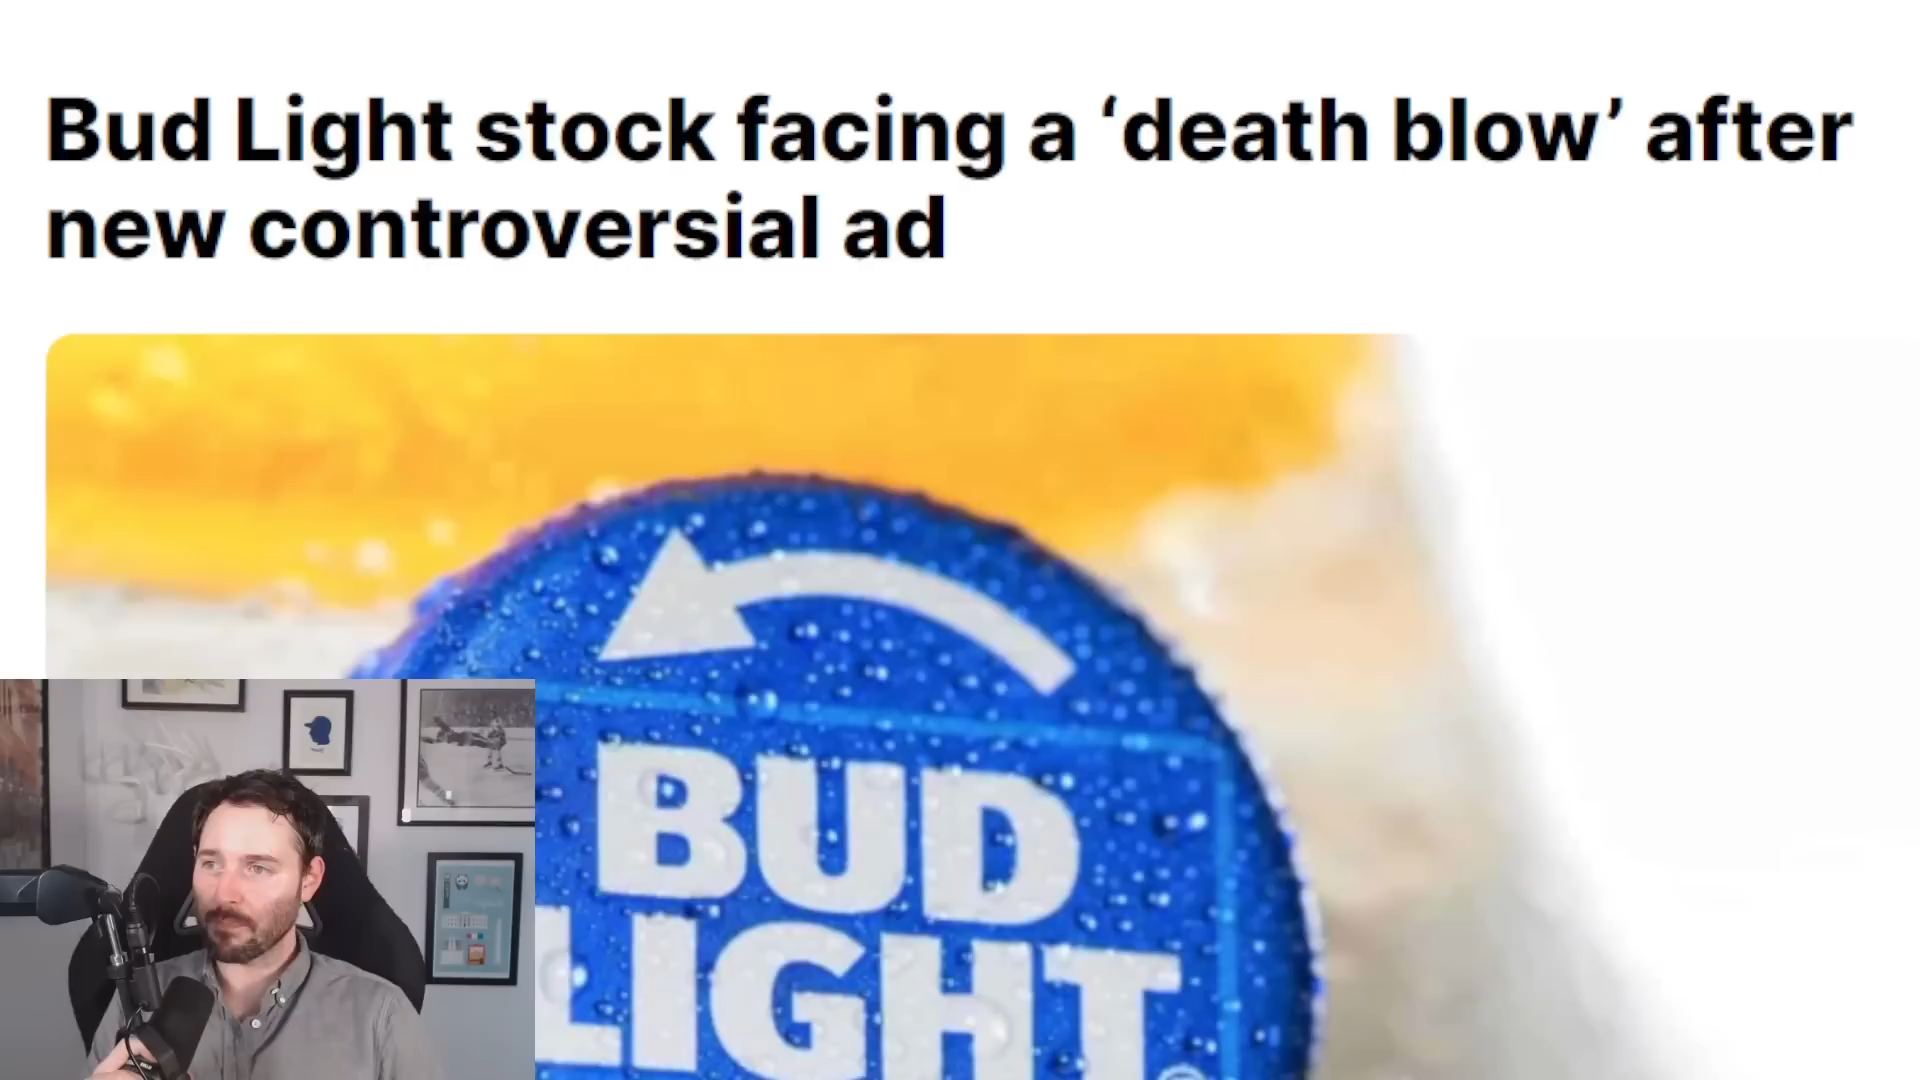 Bud Light stock facing a ‘death blow’ after
new controversial ad
BUD
LIGHT